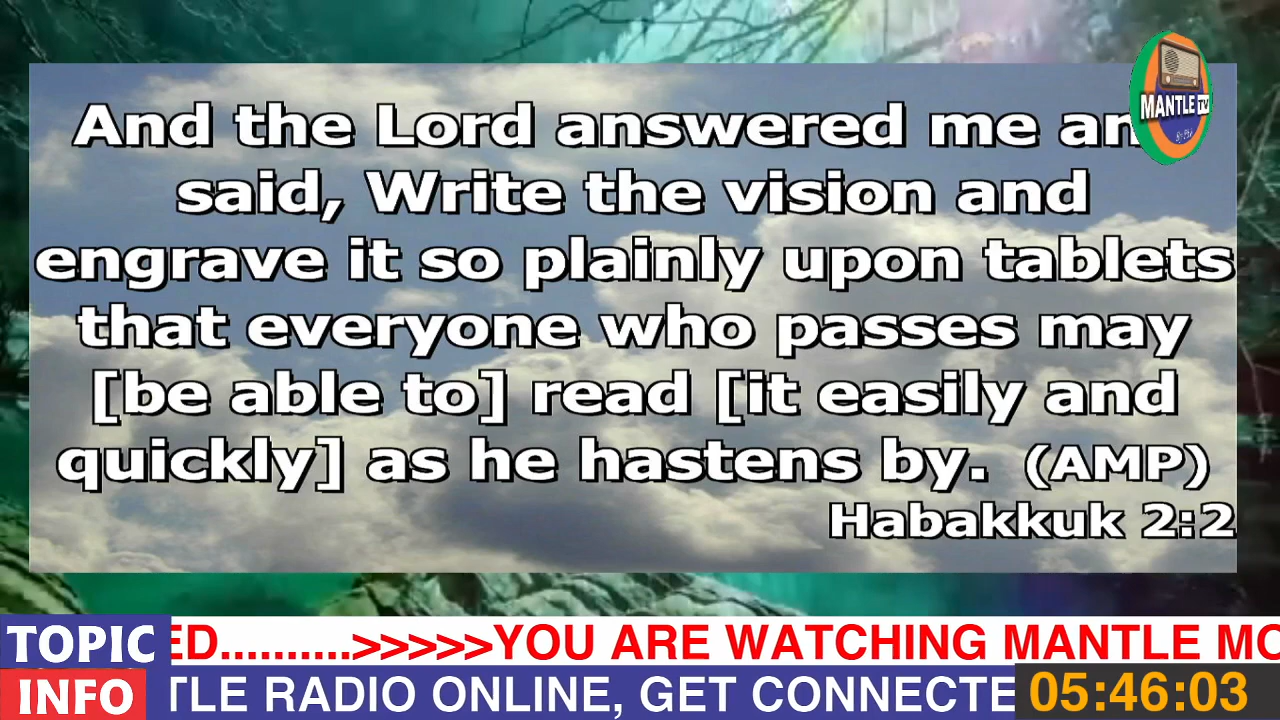 And the Lord answered me an
said, Write the vision and
engrave it so plainly upon tablets
that everyone who passes may
[be able to] read [it easily and
quickly] as he hastens by. (AMP)
Habakkuk 2:2
MANTLE TV
TOPIC
ED..........>>>>>YOU ARE WATCHING MANTLE MO
INFO
TLE RADIO ONLINE, GET CONNECTE
05:46:03